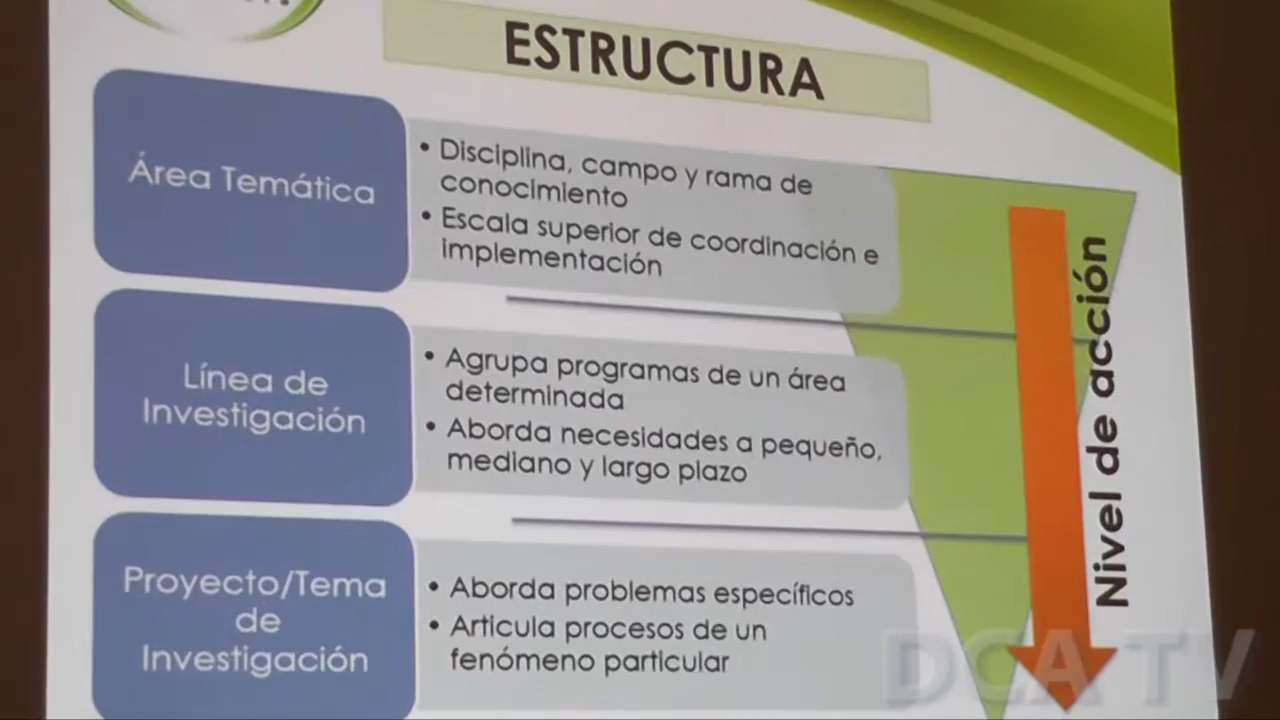 ESTRUCTURA
Área Temática
• Disciplina, campo y rama de
conocimiento
• Escala superior de coordinación e
implementación
Línea de
Investigación
• Agrupa programas de un área
determinada
• Aborda necesidades a pequeño,
mediano y largo plazo
Proyecto/Tema
de
Investigación
• Aborda problemas específicos
• Articula procesos de un
fenómeno particular
Nivel de acción
DCA TV